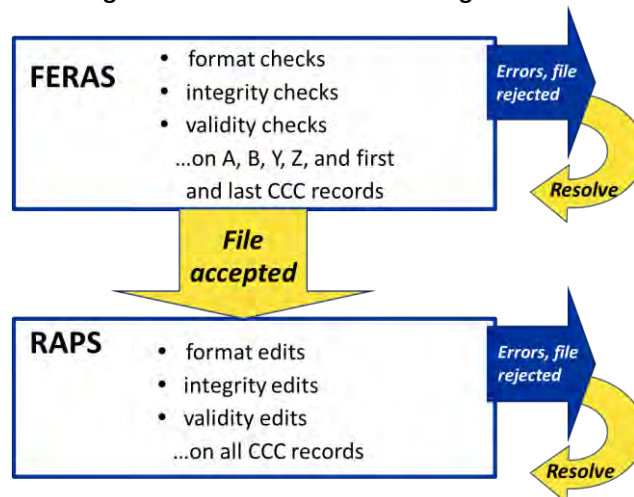 FERAS
• format checks
• integrity checks
• validity checks
...on A, B, Y, Z, and first
and last CCC records
Errors, file
rejected
Resolve
File
accepted
RAPS
• format edits
• integrity edits
• validity edits
...on all CCC records
Errors, file
rejected
Resolve